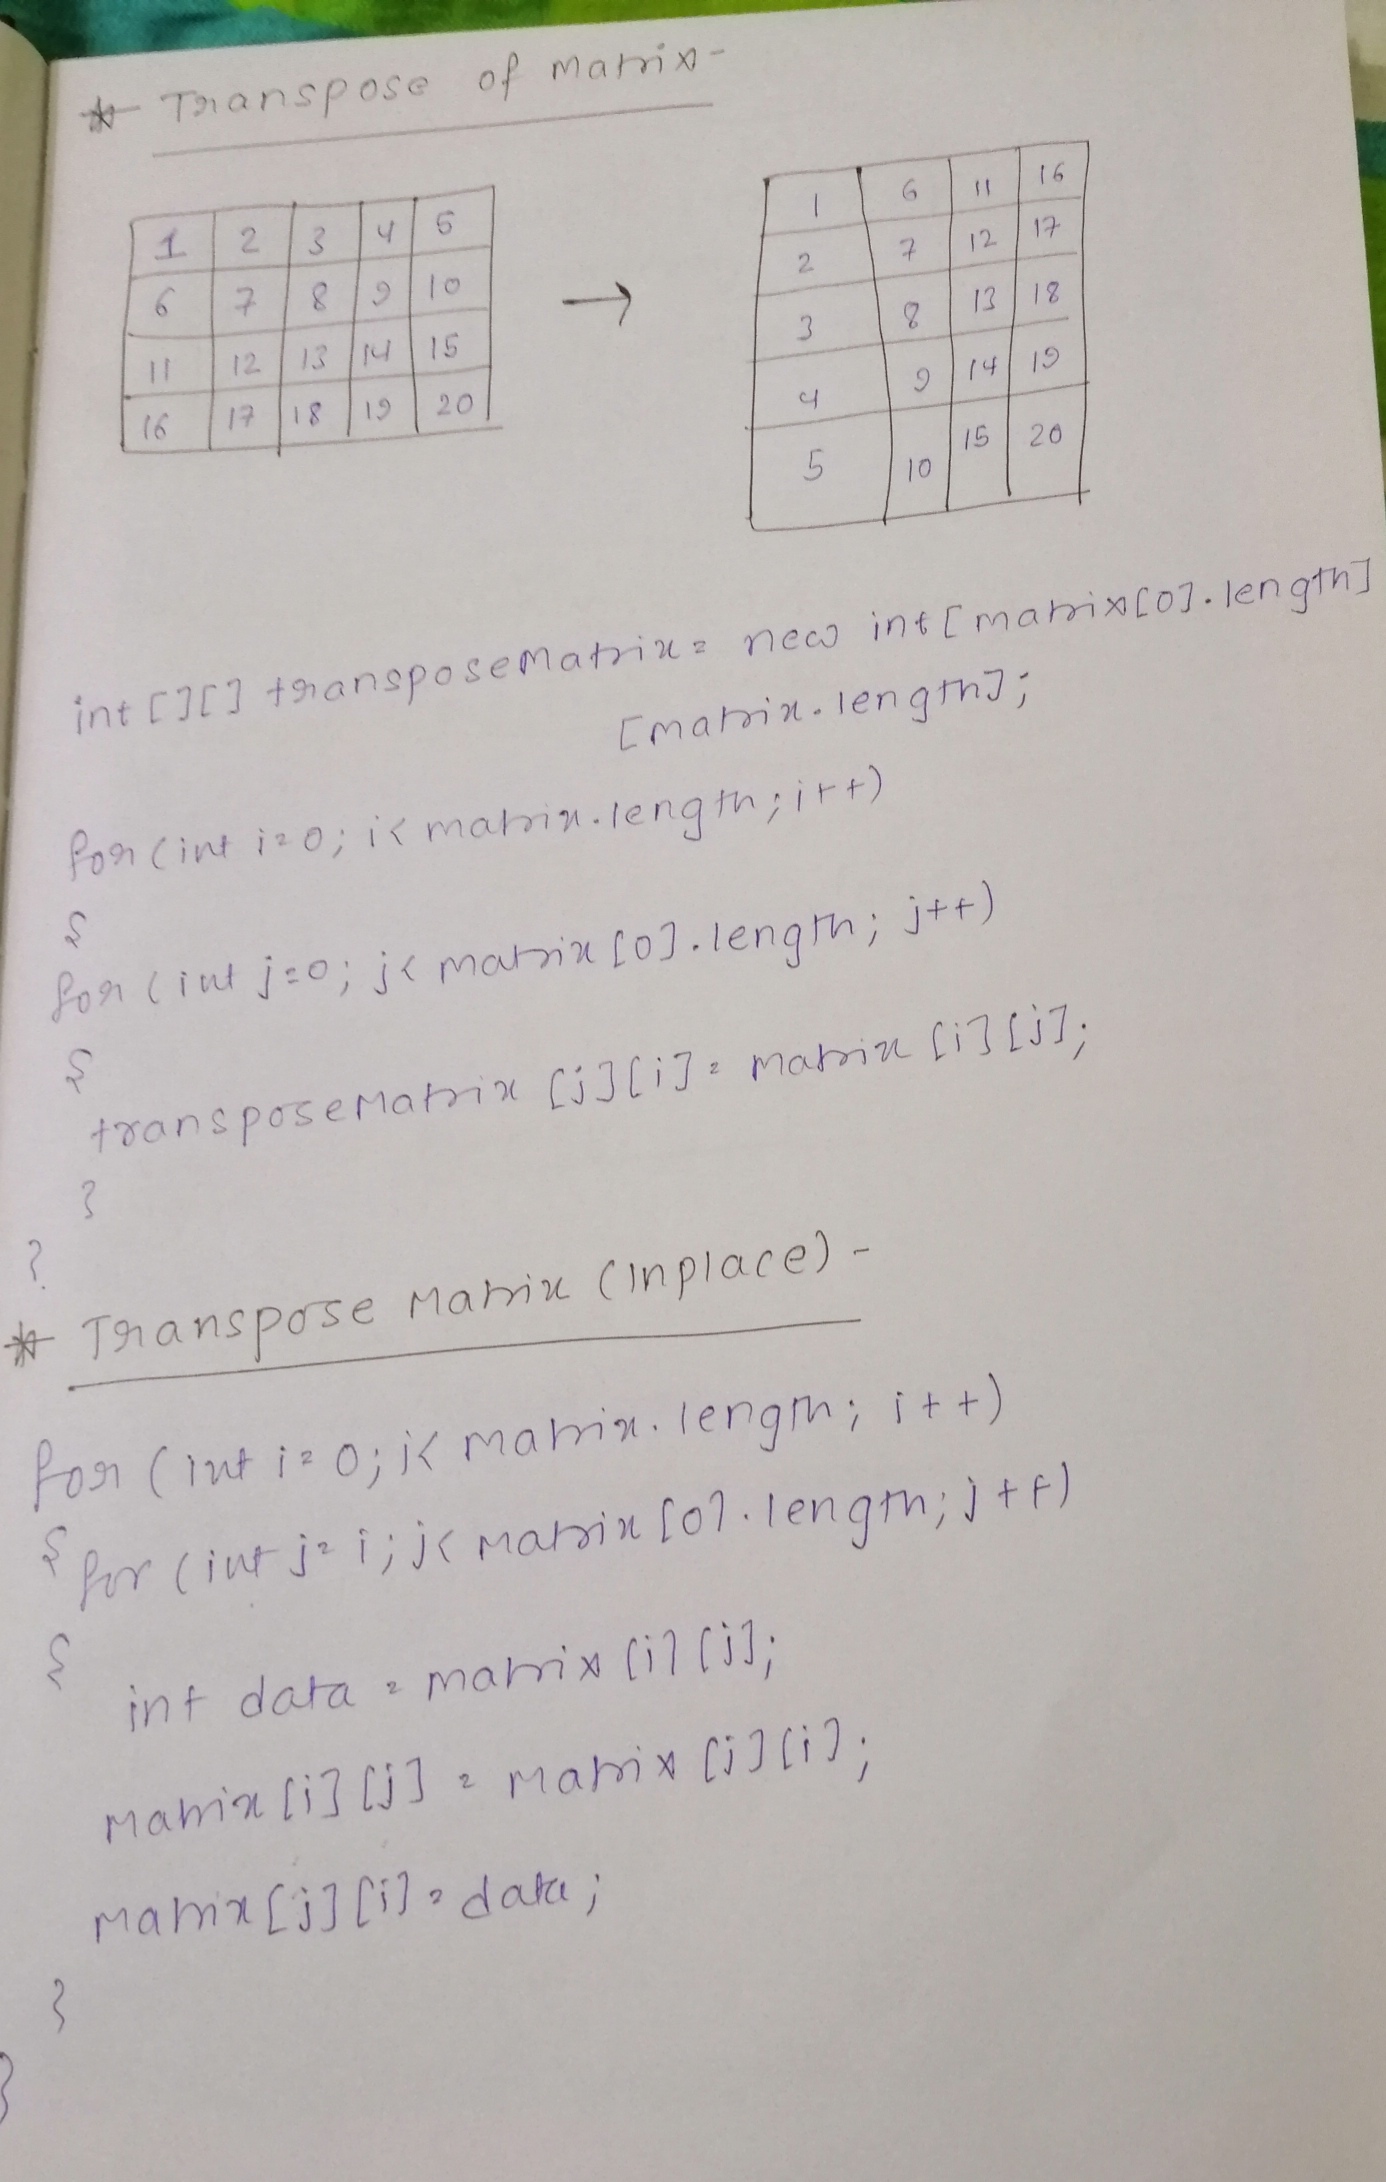 * Transpose of Matrix-
1 2 3 4 5
6 7 8 9 10
11 12 13 14 15
16 17 18 19 20
→
1 6 11 16
2 7 12 17
3 8 13 18
4 9 14 19
5 10 15 20
int[][] transposeMatrix = new int[matrix[0].length]
[matrix.length];
for(int i=0; i< matrix.length; i++)
{
for(int j=0; j< matrix[0].length; j++)
{
transposeMatrix [j][i] = matrix [i][j];
}
}
* Transpose Matrix (Inplace) -
for (int i=0; i< matrix.length; i++)
{ for (int j=i; j< matrix[0].length; j++)
{
int data = matrix [i][j];
matrix [i][j] = matrix [j][i];
matrix [j][i] = data;
}
}